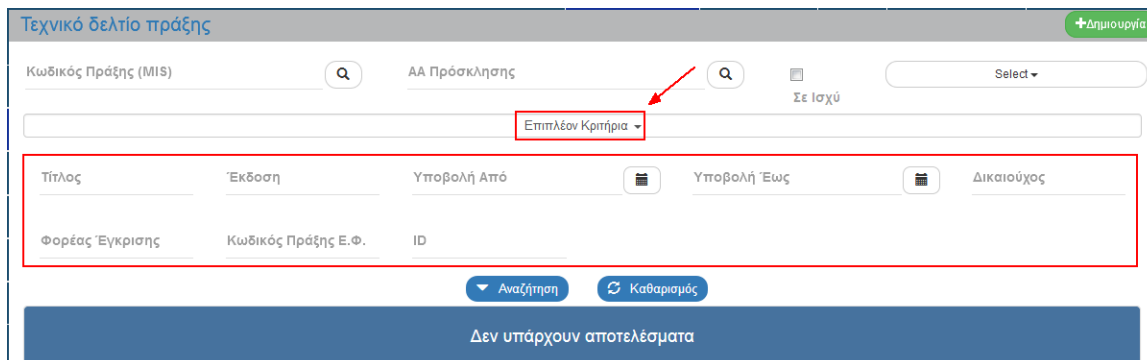 Τεχνικό δελτίο πράξης
Δημιουργία
Κωδικός Πράξης (MIS)
ΑΑ Πρόσκλησης
Σε Ισχύ
Select
Επιπλέον Κριτήρια
Τίτλος Έκδοση Υποβολή Από Υποβολή Έως Δικαιούχος
Φορέας Έγκρισης Κωδικός Πράξης Ε.Φ. ID
Αναζήτηση Καθαρισμός
Δεν υπάρχουν αποτελέσματα